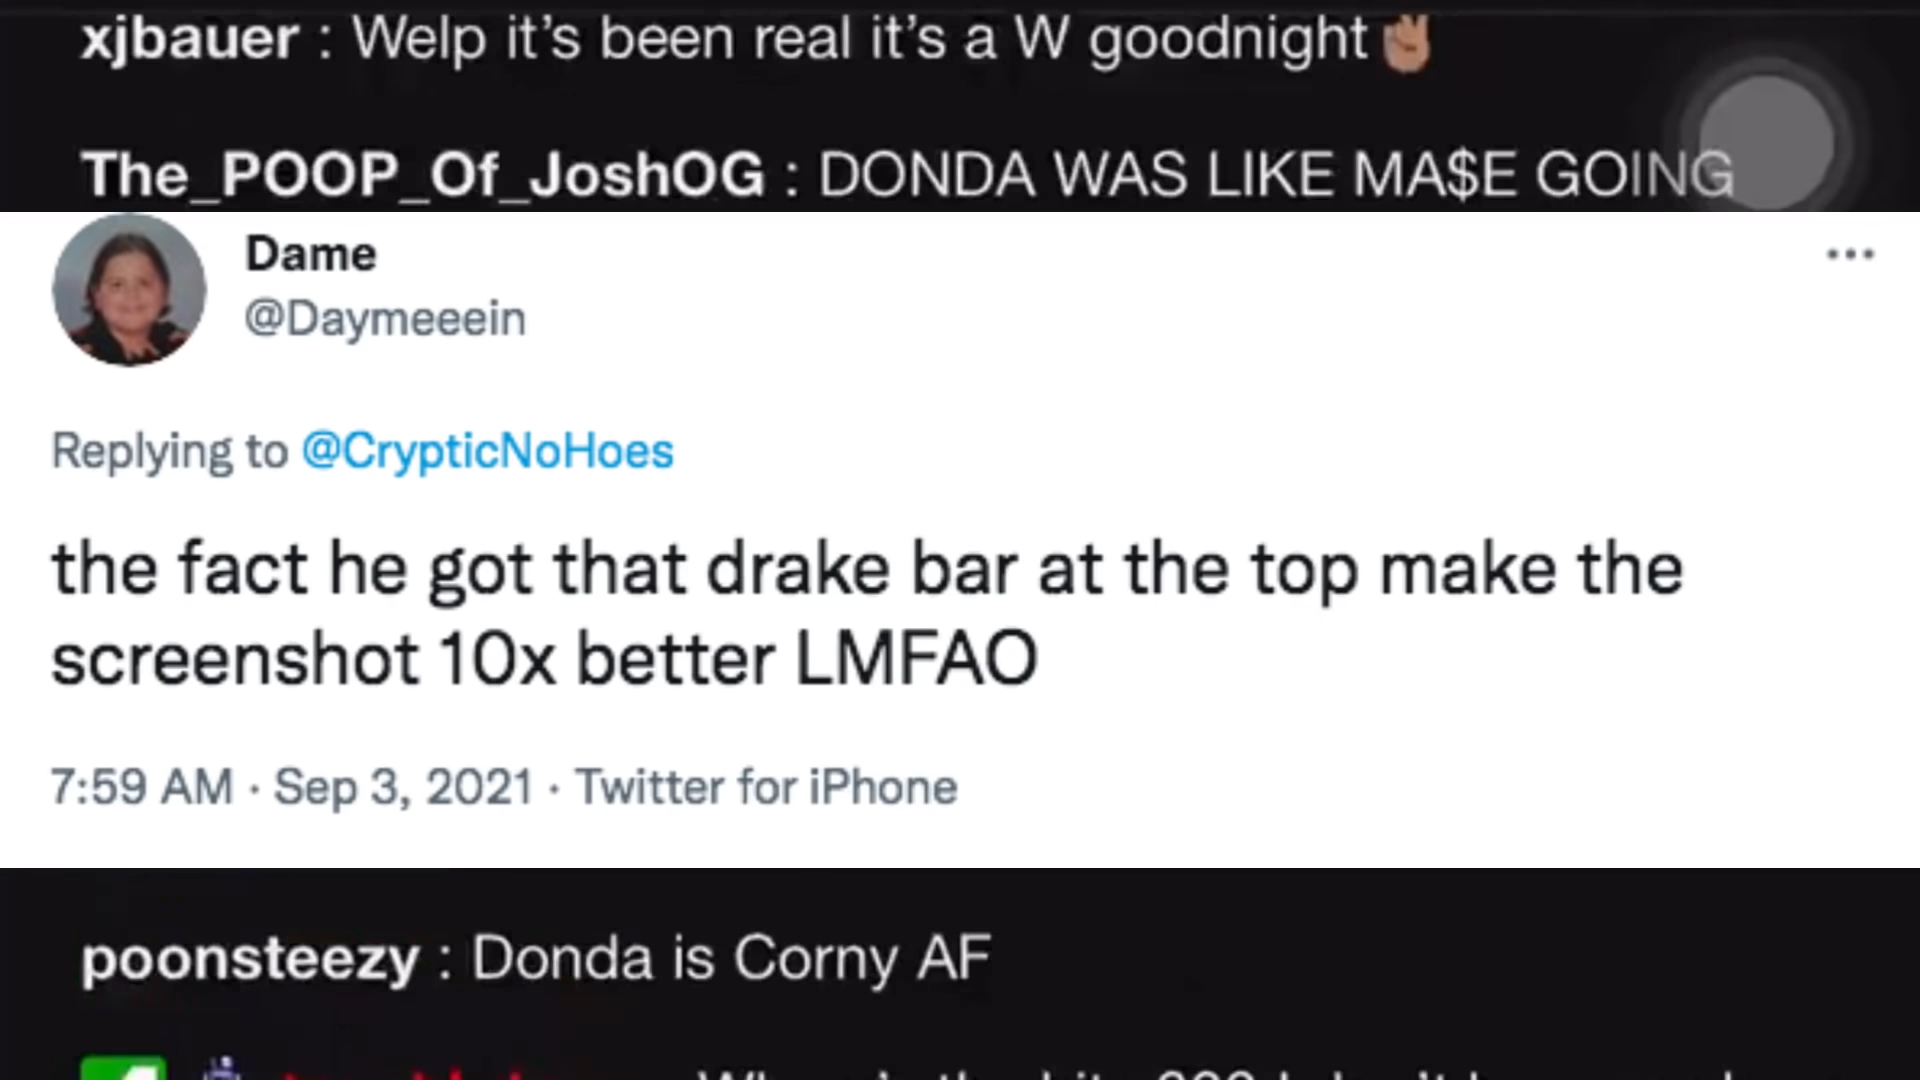 xjbauer : Welp it's been real it's a W goodnight✌🏽
The_POOP_Of_JoshOG : DONDA WAS LIKE MA$E GOING
Dame
@Daymeeein
Replying to @CrypticNoHoes
the fact he got that drake bar at the top make the
screenshot 10x better LMFAO
7:59 AM · Sep 3, 2021 · Twitter for iPhone
poonsteezy : Donda is Corny AF